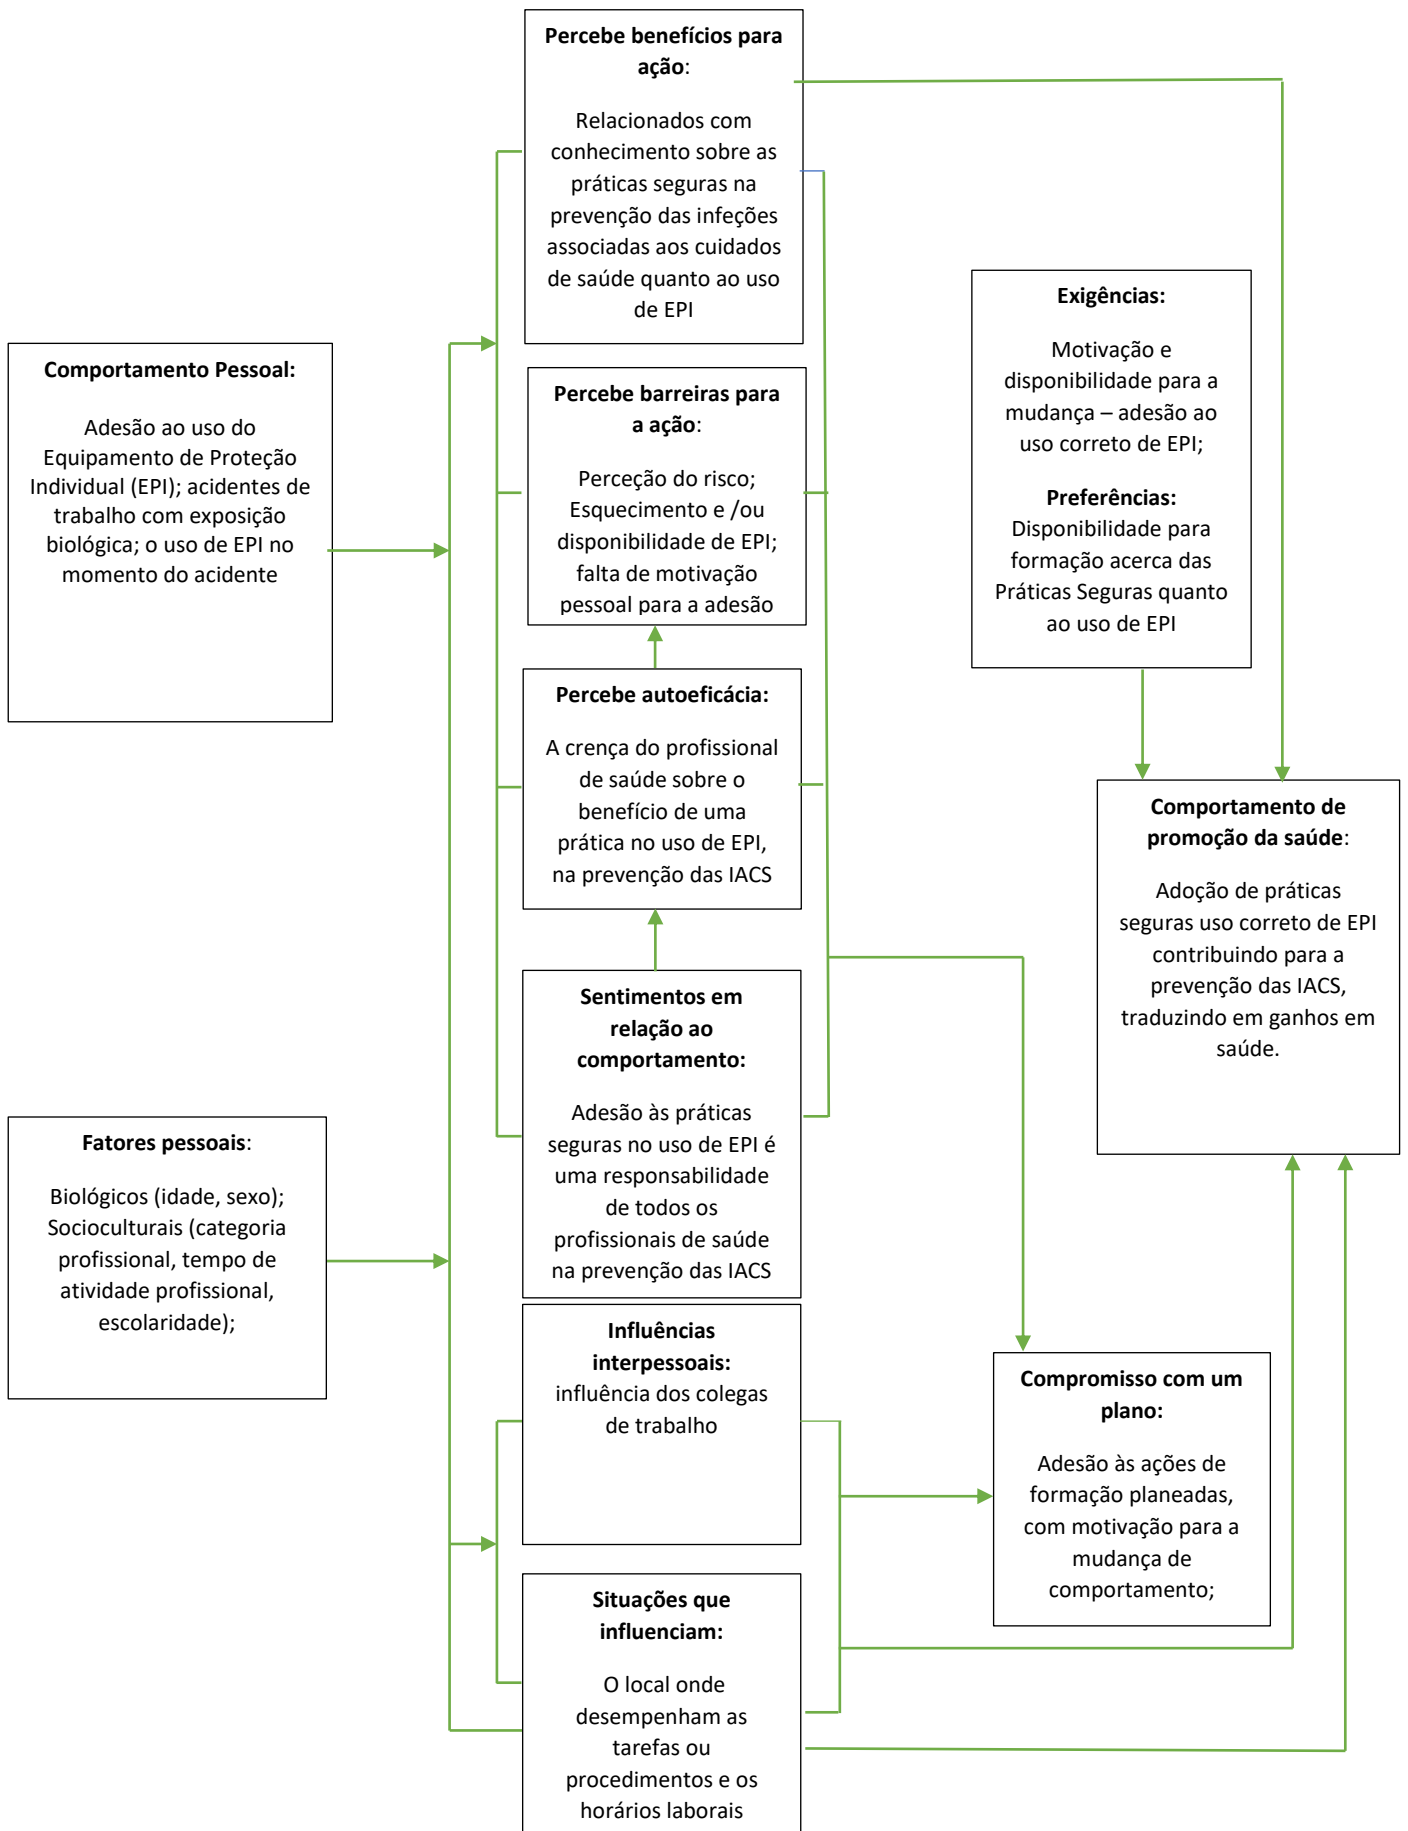 Percebe benefícios para
ação:
Relacionados com
conhecimento sobre as
práticas seguras na
prevenção das infeções
associadas aos cuidados
de saúde quanto ao uso
de EPI
Comportamento Pessoal:
Adesão ao uso do
Equipamento de Proteção
Individual (EPI); acidentes de
trabalho com exposição
biológica; o uso de EPI no
momento do acidente
Percebe barreiras para
a ação:
Perceção do risco;
Esquecimento e /ou
disponibilidade de EPI;
falta de motivação
pessoal para a adesão
Exigências:
Motivação e
disponibilidade para a
mudança – adesão ao
uso correto de EPI;
Preferências:
Disponibilidade para
formação acerca das
Práticas Seguras quanto
ao uso de EPI
Percebe autoeficácia:
A crença do profissional
de saúde sobre o
benefício de uma
prática no uso de EPI,
na prevenção das IACS
Comportamento de
promoção da saúde:
Adoção de práticas
seguras uso correto de EPI
contribuindo para a
prevenção das IACS,
traduzindo em ganhos em
saúde.
Sentimentos em
relação ao
comportamento:
Adesão às práticas
seguras no uso de EPI é
uma responsabilidade
de todos os
profissionais de saúde
na prevenção das IACS
Fatores pessoais:
Biológicos (idade, sexo);
Socioculturais (categoria
profissional, tempo de
atividade profissional,
escolaridade);
Influências
interpessoais:
influência dos colegas
de trabalho
Compromisso com um
plano:
Adesão às ações de
formação planeadas,
com motivação para a
mudança de
comportamento;
Situações que
influenciam:
O local onde
desempenham as
tarefas ou
procedimentos e os
horários laborais